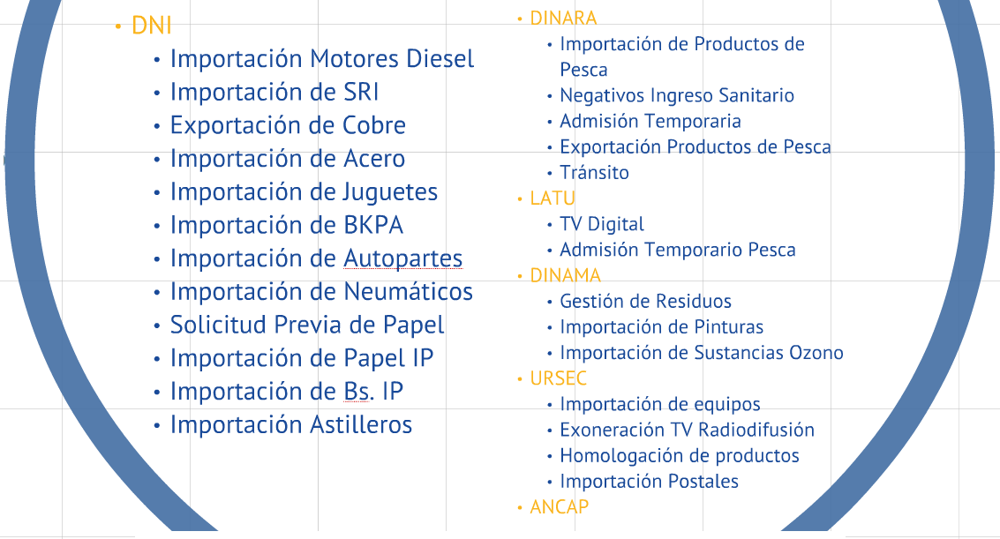 • DNI
• Importación Motores Diesel
• Importación de SRI
• Exportación de Cobre
• Importación de Acero
• Importación de Juguetes
• Importación de BKPA
• Importación de Autopartes
• Importación de Neumáticos
• Solicitud Previa de Papel
• Importación de Papel IP
• Importación de Bs. IP
• Importación Astilleros
• DINARA
• Importación de Productos de
Pesca
• Negativos Ingreso Sanitario
• Admisión Temporaria
• Exportación Productos de Pesca
• Tránsito
• LATU
• TV Digital
• Admisión Temporario Pesca
• DINAMA
• Gestión de Residuos
• Importación de Pinturas
• Importación de Sustancias Ozono
• URSEC
• Importación de equipos
• Exoneración TV Radiodifusión
• Homologación de productos
• Importación Postales
• ANCAP